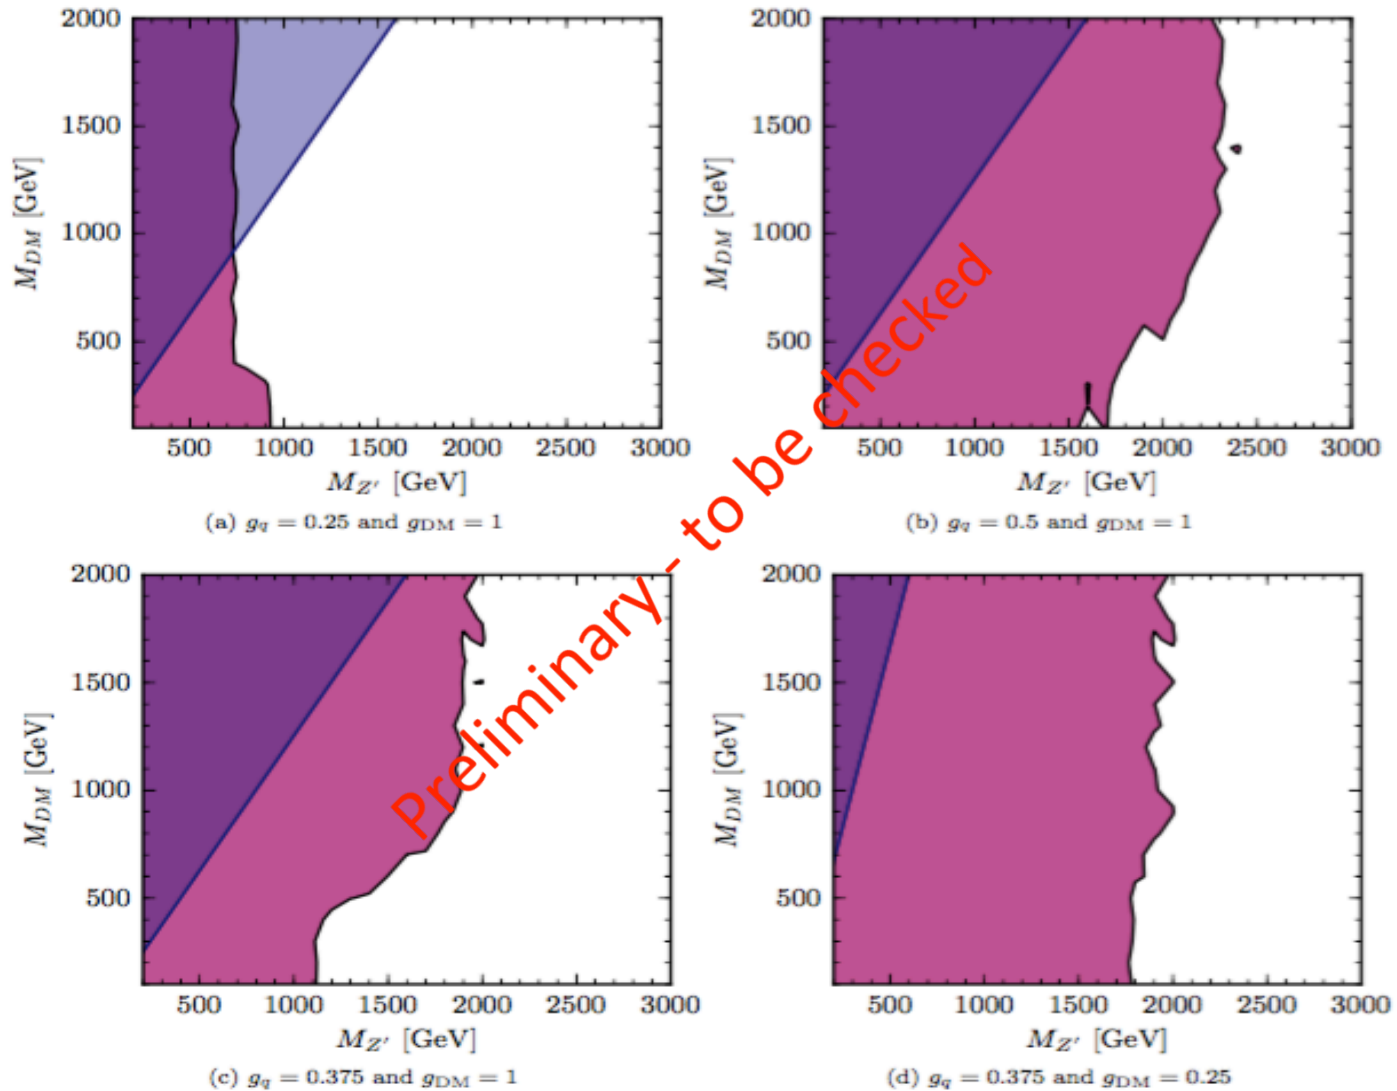 2000
1500
1000
500
M_{DM} [GeV]
500 1000 1500 2000 2500 3000
M_{Z'} [GeV]
(a) g_q = 0.25 and g_{DM} = 1
2000
1500
1000
500
M_{DM} [GeV]
500 1000 1500 2000 2500 3000
M_{Z'} [GeV]
(b) g_q = 0.5 and g_{DM} = 1
Preliminary - to be checked
2000
1500
1000
500
M_{DM} [GeV]
500 1000 1500 2000 2500 3000
M_{Z'} [GeV]
(c) g_q = 0.375 and g_{DM} = 1
2000
1500
1000
500
M_{DM} [GeV]
500 1000 1500 2000 2500 3000
M_{Z'} [GeV]
(d) g_q = 0.375 and g_{DM} = 0.25